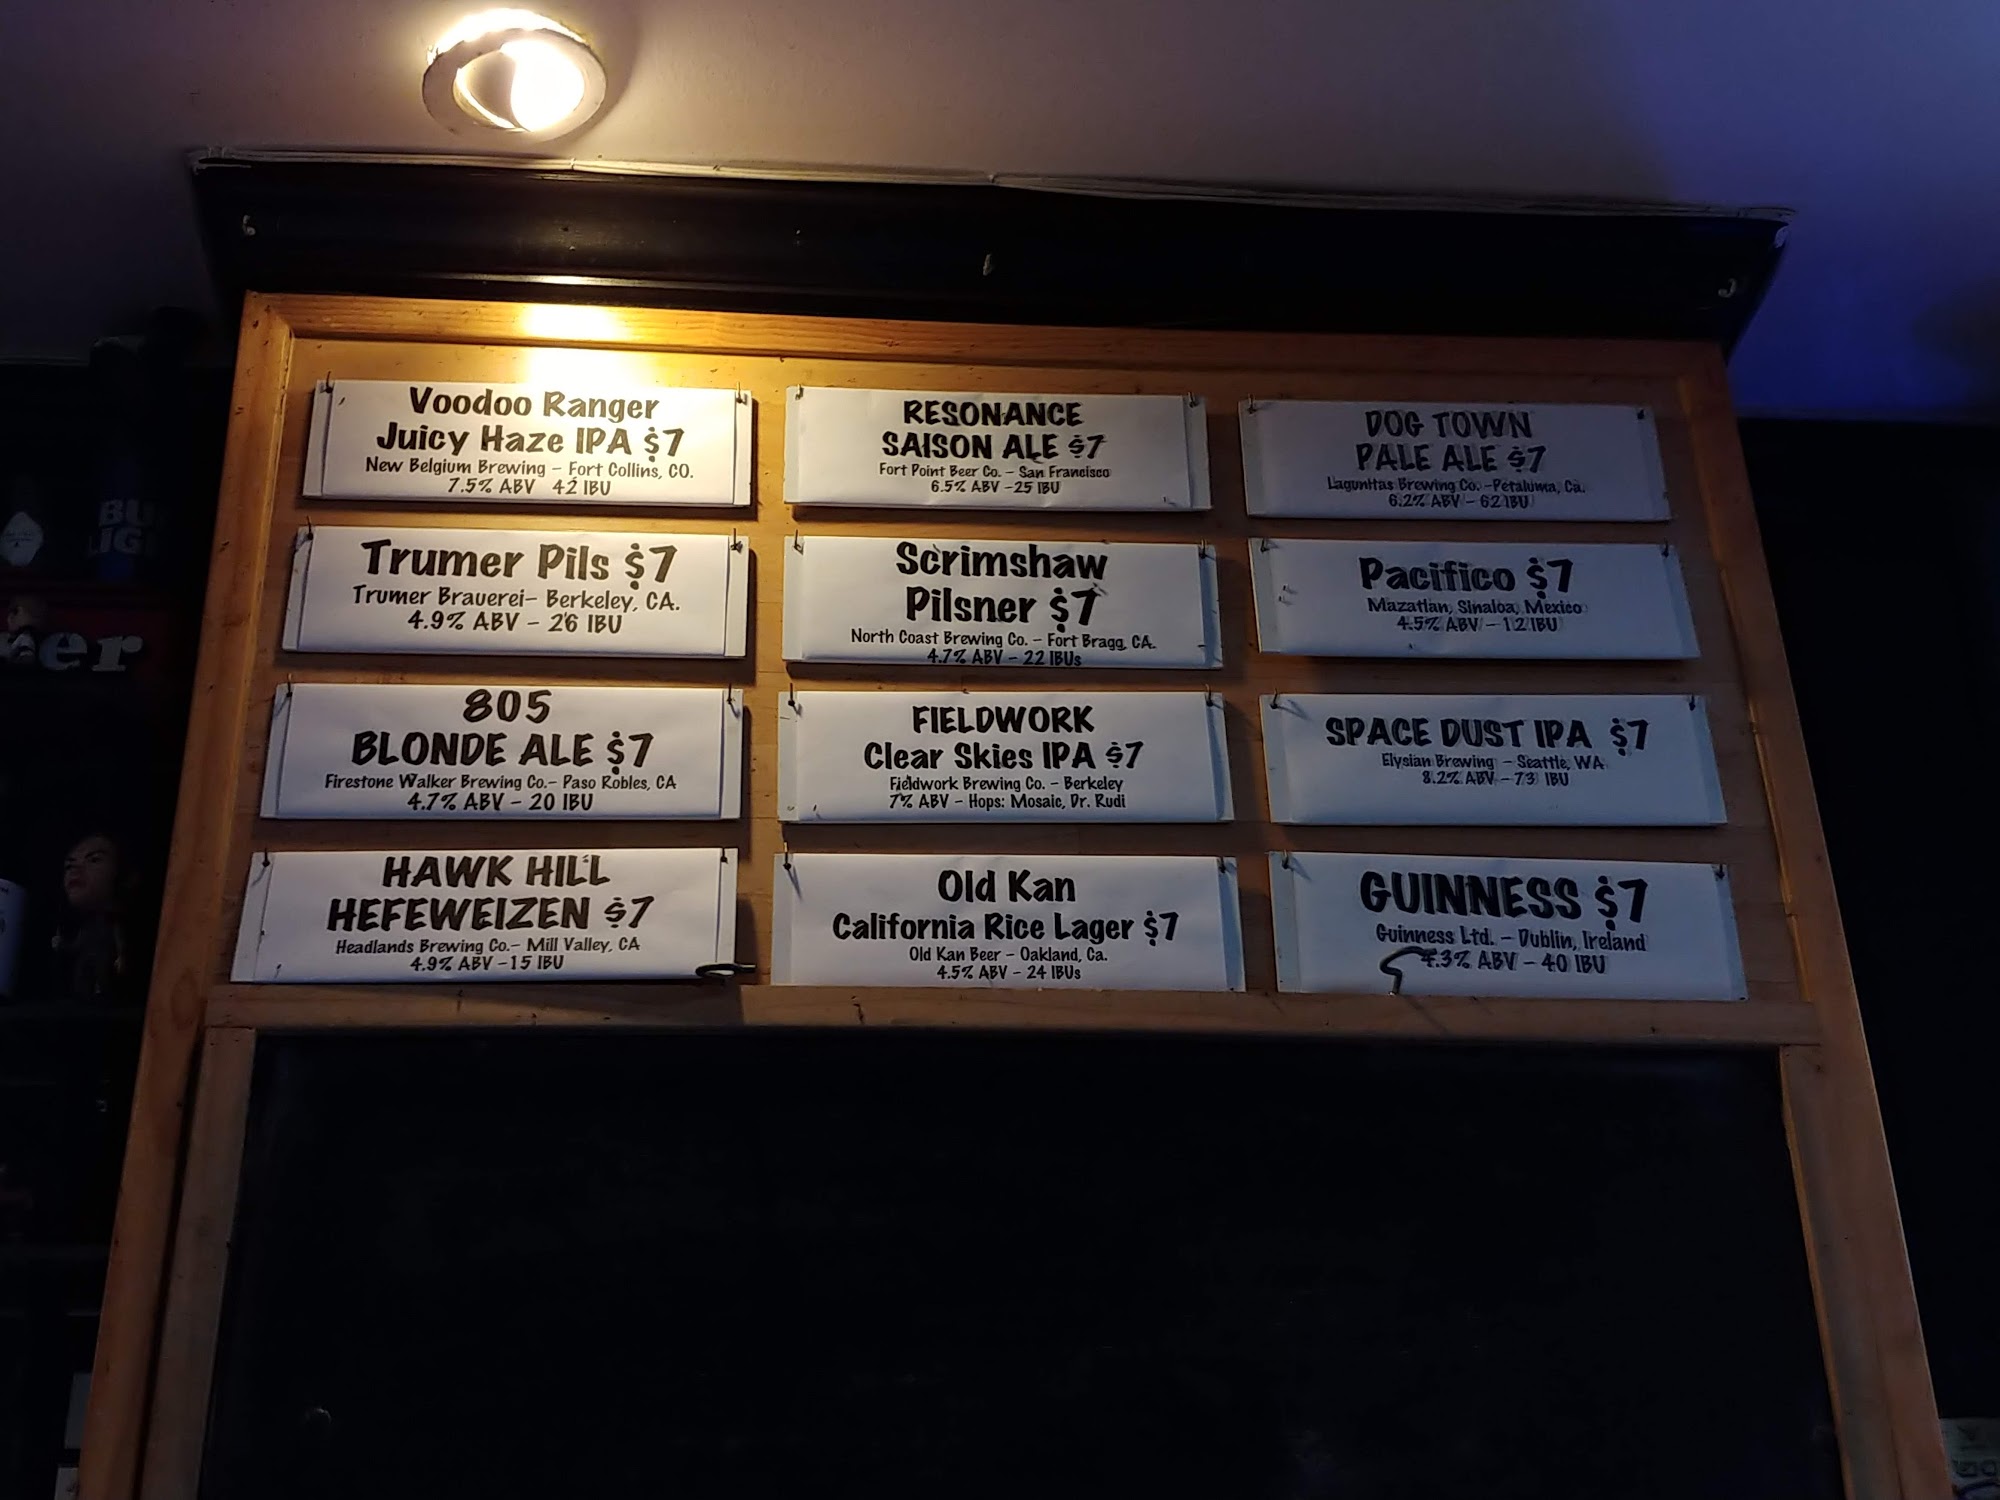 Voodoo Ranger
Juicy Haze IPA $7
New Belgium Brewing – Fort Collins, CO.
7.5% ABV 42 IBU
RESONANCE
SAISON ALE $7
Fort Point Beer Co. – San Francisco
6.5% ABV –25 IBU
DOG TOWN
PALE ALE $7
Lagunitas Brewing Co. –Petaluma, Ca.
6.2% ABV – 62 IBU
Trumer Pils $7
Trumer Brauerei– Berkeley, CA.
4.9% ABV – 26 IBU
Scrimshaw
Pilsner $7
North Coast Brewing Co. – Fort Bragg, CA.
4.7% ABV – 22 IBUs
Pacifico $7
Mazatlan, Sinaloa, Mexico
4.5% ABV – 12 IBU
805
BLONDE ALE $7
Firestone Walker Brewing Co.– Paso Robles, CA
4.7% ABV – 20 IBU
FIELDWORK
Clear Skies IPA $7
Fieldwork Brewing Co. – Berkeley
7% ABV – Hops: Mosaic, Dr. Rudi
SPACE DUST IPA $7
Elysian Brewing – Seattle, WA
8.2% ABV – 73 IBU
HAWK HILL
HEFEWEIZEN $7
Headlands Brewing Co.– Mill Valley, CA
4.9% ABV –15 IBU
Old Kan
California Rice Lager $7
Old Kan Beer – Oakland, Ca.
4.5% ABV – 24 IBUs
GUINNESS $7
Guinness Ltd. – Dublin, Ireland
4.3% ABV – 40 IBU